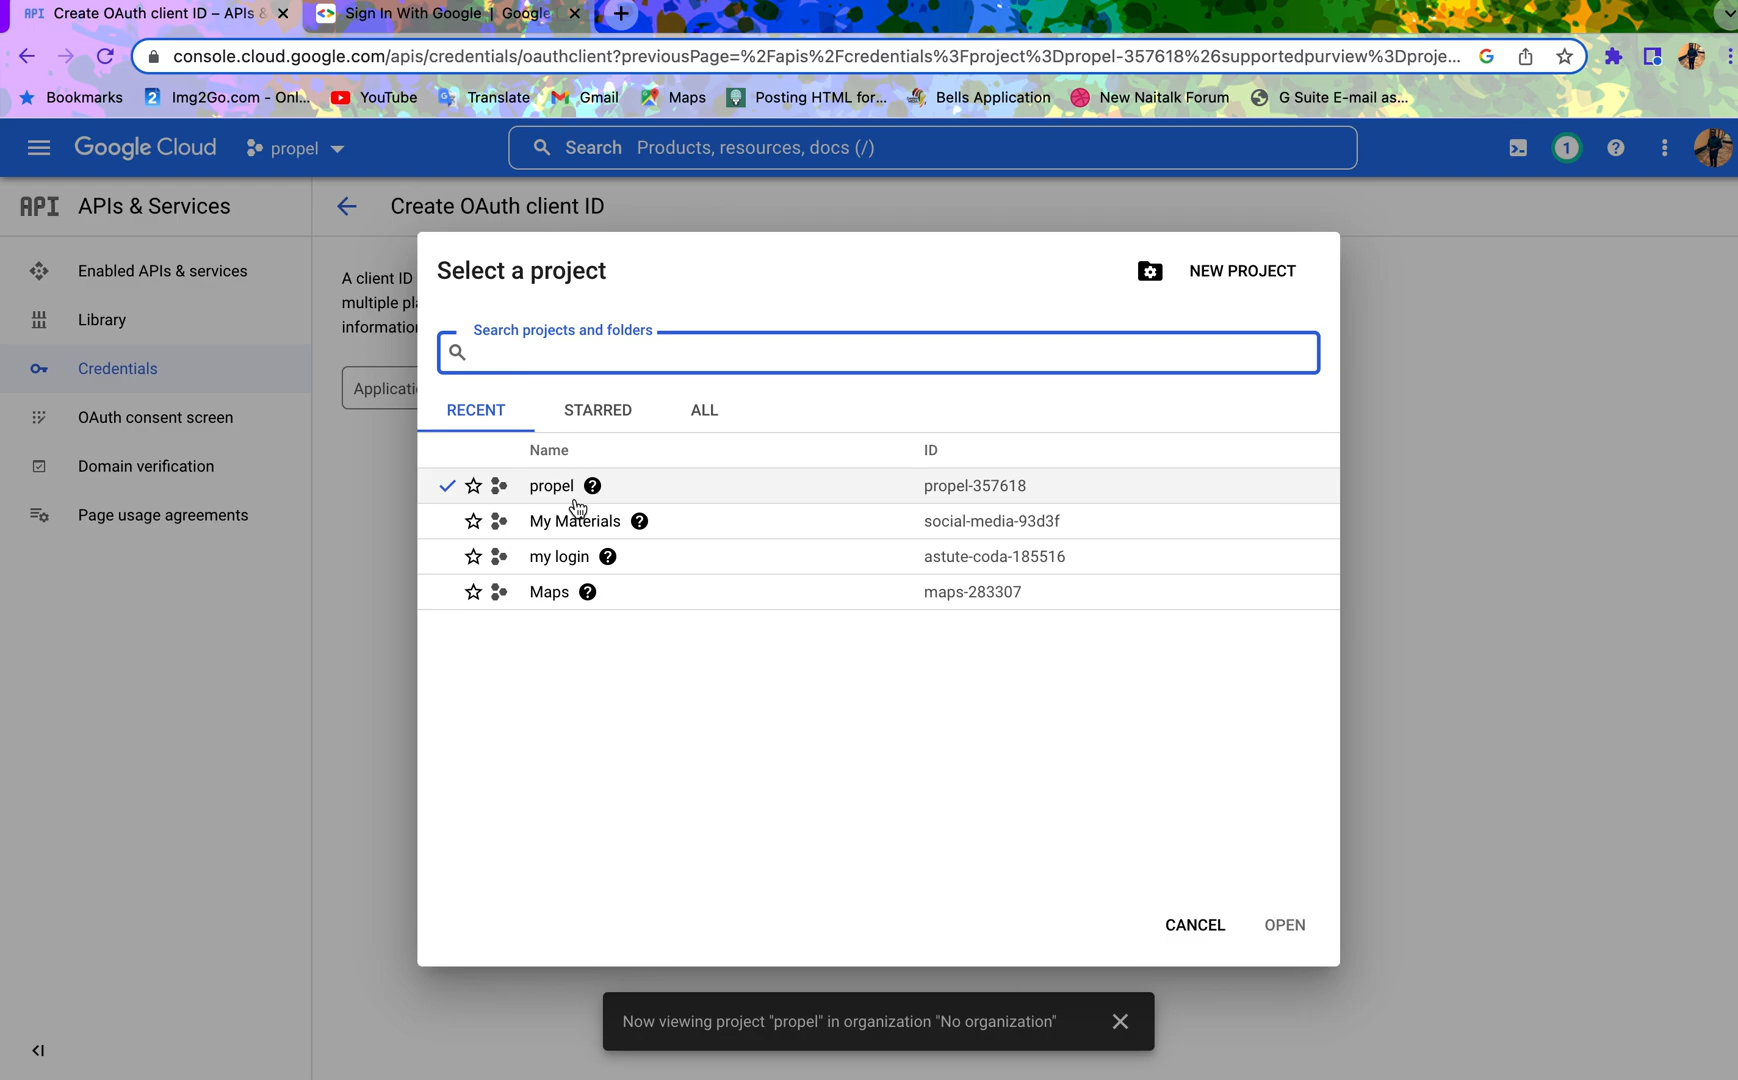 Create OAuth client ID – APIs &
Sign In With Google | Google
console.cloud.google.com/apis/credentials/oauthclient?previousPage=%2Fapis%2Fcredentials%3Fproject%3Dpropel-357618%26supportedpurview%3Dproje...
Bookmarks
Img2Go.com - Onl...
YouTube
Translate
Gmail
Maps
Posting HTML for...
Bells Application
New Naitalk Forum
G Suite E-mail as...
Google Cloud
propel
Search Products, resources, docs (/)
1
API APIs & Services
Create OAuth client ID
Enabled APIs & services
Library
Credentials
OAuth consent screen
Domain verification
Page usage agreements
A client ID
multiple pl
informatio
Applicati
Select a project
NEW PROJECT
Search projects and folders
RECENT STARRED ALL
Name ID
propel propel-357618
My Materials social-media-93d3f
my login astute-coda-185516
Maps maps-283307
CANCEL OPEN
Now viewing project "propel" in organization "No organization"